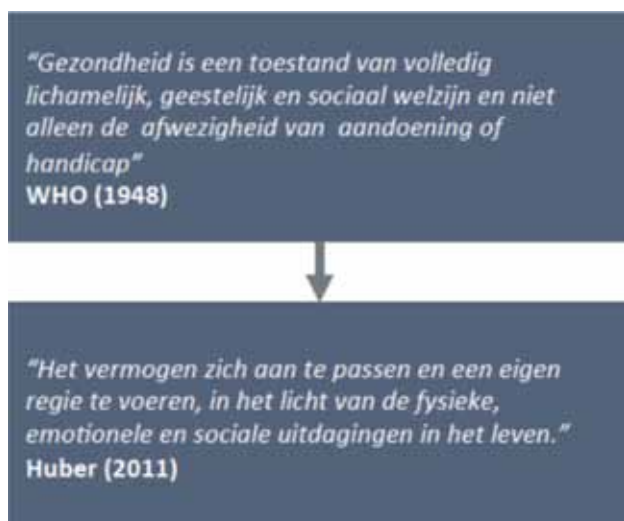 “Gezondheid is een toestand van volledig
lichamelijk, geestelijk en sociaal welzijn en niet
alleen de afwezigheid van aandoening of
handicap”
WHO (1948)
“Het vermogen zich aan te passen en een eigen
regie te voeren, in het licht van de fysieke,
emotionele en sociale uitdagingen in het leven.”
Huber (2011)